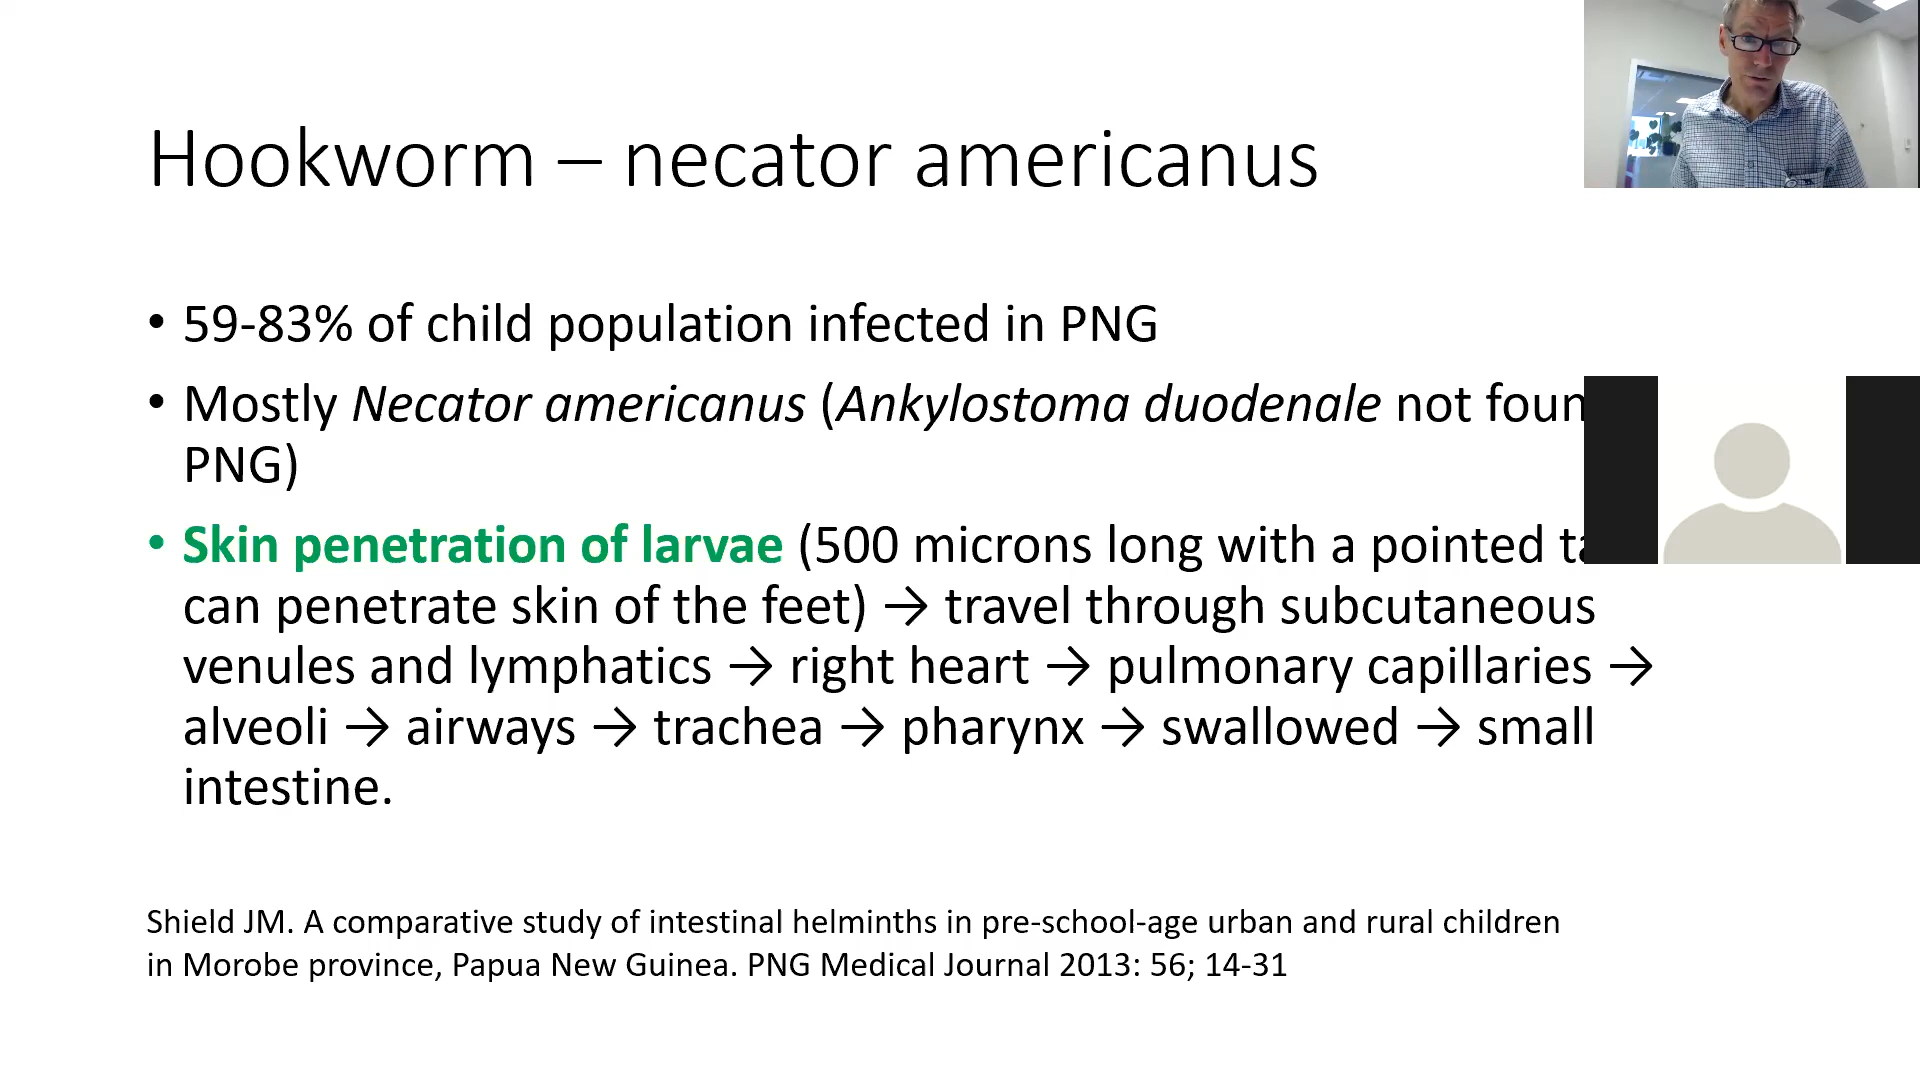 Hookworm – necator americanus
• 59-83% of child population infected in PNG
• Mostly Necator americanus (Ankylostoma duodenale not
PNG)
• Skin penetration of larvae (500 microns long with a pointed
can penetrate skin of the feet) → travel through subcutaneous
venules and lymphatics → right heart → pulmonary capillaries →
alveoli → airways → trachea → pharynx → swallowed → small
intestine.
Shield JM. A comparative study of intestinal helminths in pre-school-age urban and rural children
in Morobe province, Papua New Guinea. PNG Medical Journal 2013: 56; 14-31